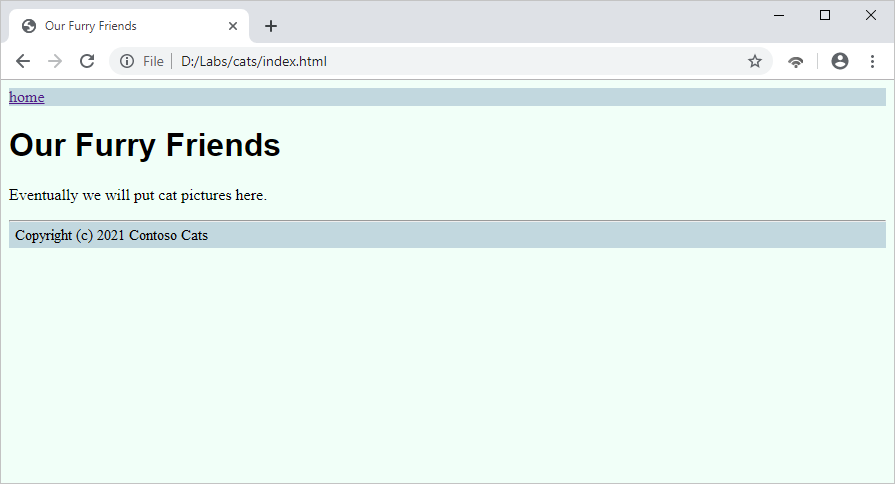 Our Furry Friends
File D:/Labs/cats/index.html
home
Our Furry Friends
Eventually we will put cat pictures here.
Copyright (c) 2021 Contoso Cats